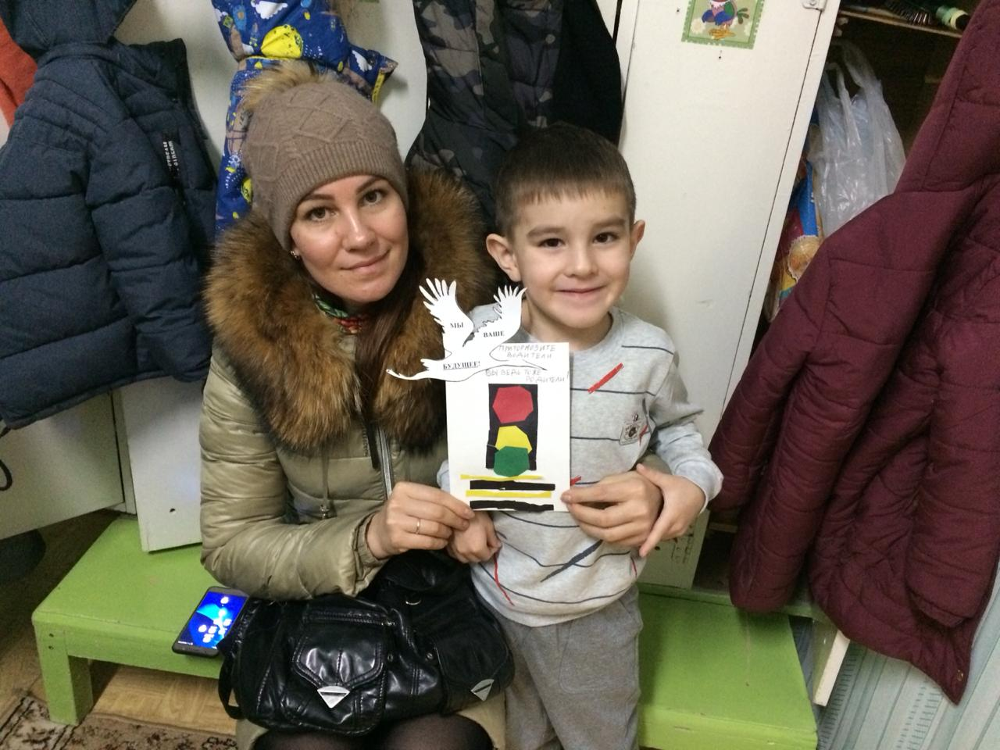 МЫ
ВАШЕ
БУДУЩЕЕ!
ПРИТОРМОЗИТЕ
ВОДИТЕЛИ
ВЫ ВЕДЬ ТОЖЕ
РОДИТЕЛИ!